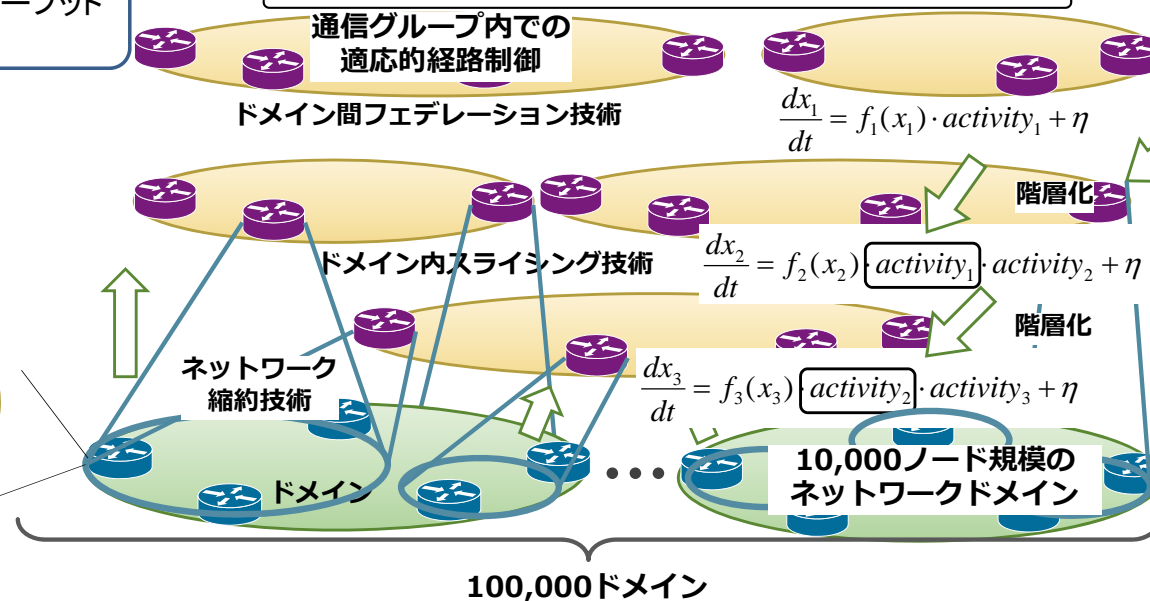 プット
通信グループ内での
適応的経路制御
ドメイン間フェデレーション技術
dx₁/dt = f₁(x₁)·activity₁ + η
階層化
ドメイン内スライシング技術
dx₂/dt = f₂(x₂)·activity₁·activity₂ + η
階層化
ネットワーク
縮約技術
dx₃/dt = f₃(x₃)·activity₂·activity₃ + η
ドメイン
•••
10,000ノード規模の
ネットワークドメイン
100,000ドメイン